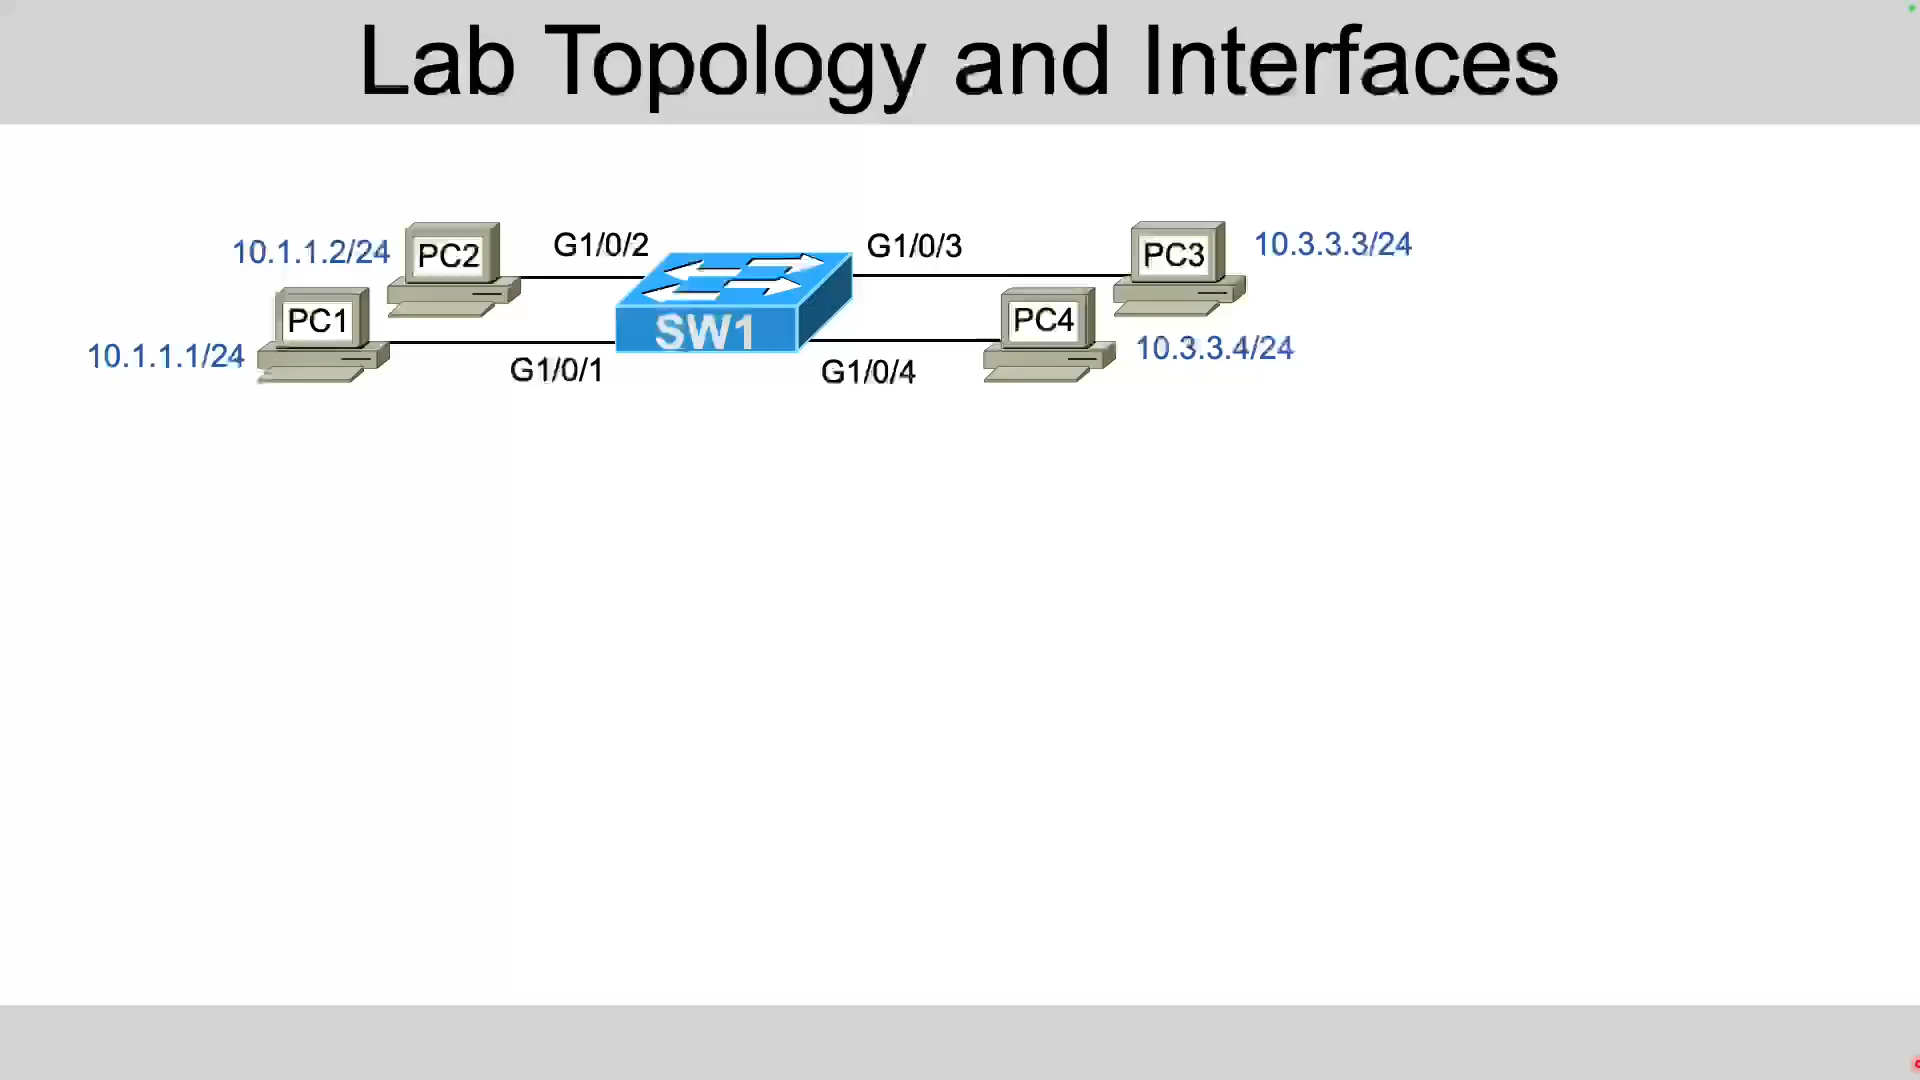 Lab Topology and Interfaces
10.1.1.2/24
PC2
G1/0/2
G1/0/3
PC3
10.3.3.3/24
10.1.1.1/24
PC1
G1/0/1
SW1
G1/0/4
PC4
10.3.3.4/24